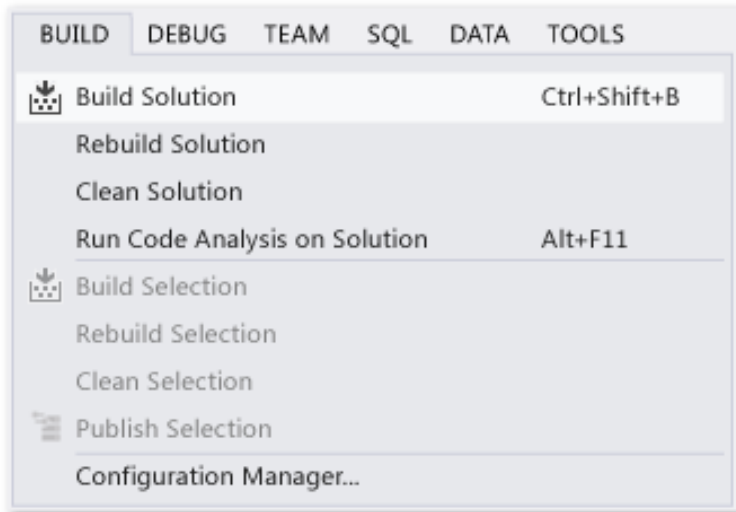 BUILD DEBUG TEAM SQL DATA TOOLS
Build Solution Ctrl+Shift+B
Rebuild Solution
Clean Solution
Run Code Analysis on Solution Alt+F11
Build Selection
Rebuild Selection
Clean Selection
Publish Selection
Configuration Manager...